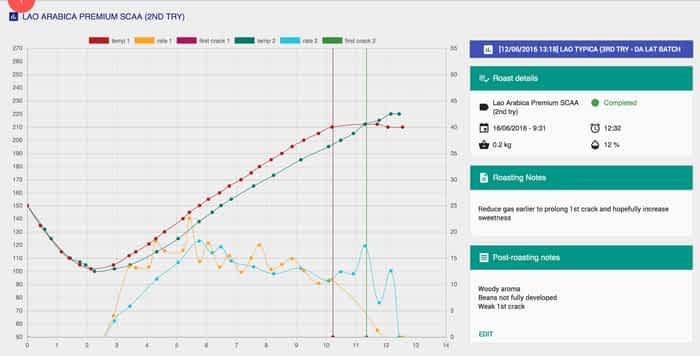 1
LAO ARABICA PREMIUM SCAA (2ND TRY)
temp 1 rate 1 first crack 1 temp 2 rate 2 first crack 2
270
260
250
240
230
220
210
200
190
180
170
160
150
140
130
120
110
100
90
80
70
60
50
55
50
45
40
35
30
25
20
15
10
5
0
0 1 2 3 4 5 6 7 8 9 10 11 12 13 14
[12/06/2016 13:18] LAO TYPICA (3RD TRY - DA LAT BATCH
Roast details
Lao Arabica Premium SCAA
(2nd try)
Completed
16/06/2016 - 9:31
12:32
0.2 kg
12 %
Roasting Notes
Reduce gas earlier to prolong 1st crack and hopefully increase
sweetness
Post-roasting notes
Woody aroma
Beans not fully developed
Weak 1st crack
EDIT